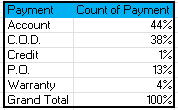 Payment Count of Payment
Account 44%
C.O.D. 38%
Credit 1%
P.O. 13%
Warranty 4%
Grand Total 100%